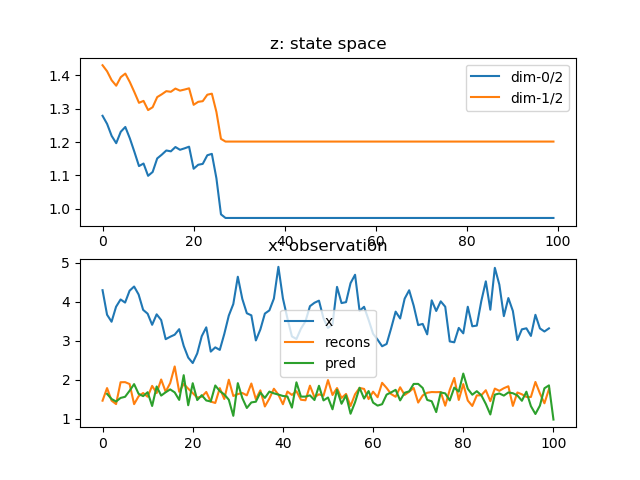 z: state space
1.4
1.3
1.2
1.1
1.0
dim-0/2
dim-1/2
0 20 40 60 80 100
x: observation
5
4
3
2
1
x
recons
pred
0 20 40 60 80 100